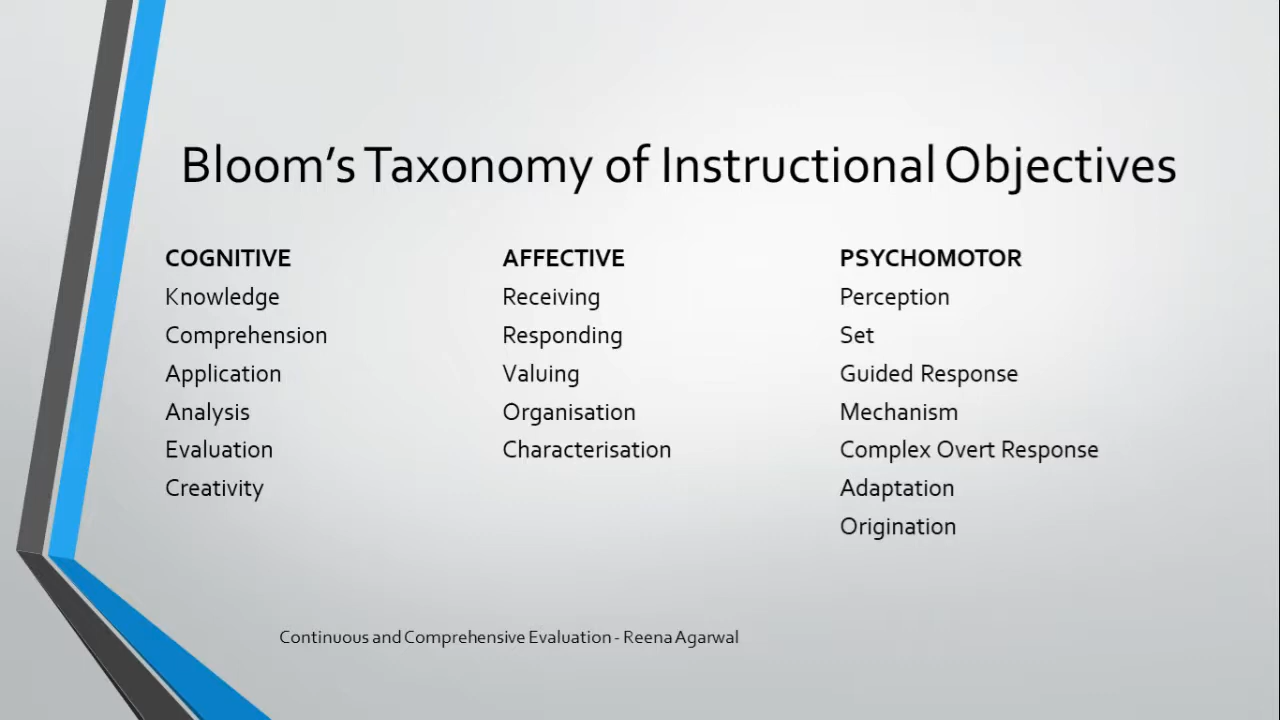 Bloom’s Taxonomy of Instructional Objectives
COGNITIVE
Knowledge
Comprehension
Application
Analysis
Evaluation
Creativity
AFFECTIVE
Receiving
Responding
Valuing
Organisation
Characterisation
PSYCHOMOTOR
Perception
Set
Guided Response
Mechanism
Complex Overt Response
Adaptation
Origination
Continuous and Comprehensive Evaluation - Reena Agarwal